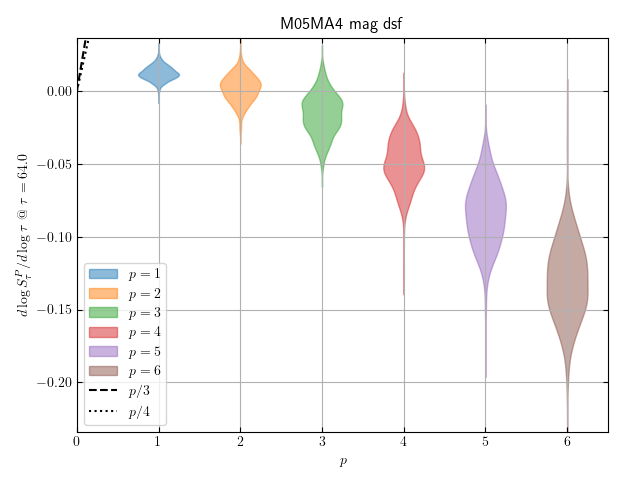 M05MA4 mag dsf
d log S_τ^P / d log τ @ τ = 64.0
0.00
−0.05
−0.10
−0.15
−0.20
p = 1
p = 2
p = 3
p = 4
p = 5
p = 6
p/3
p/4
0 1 2 3 4 5 6
p